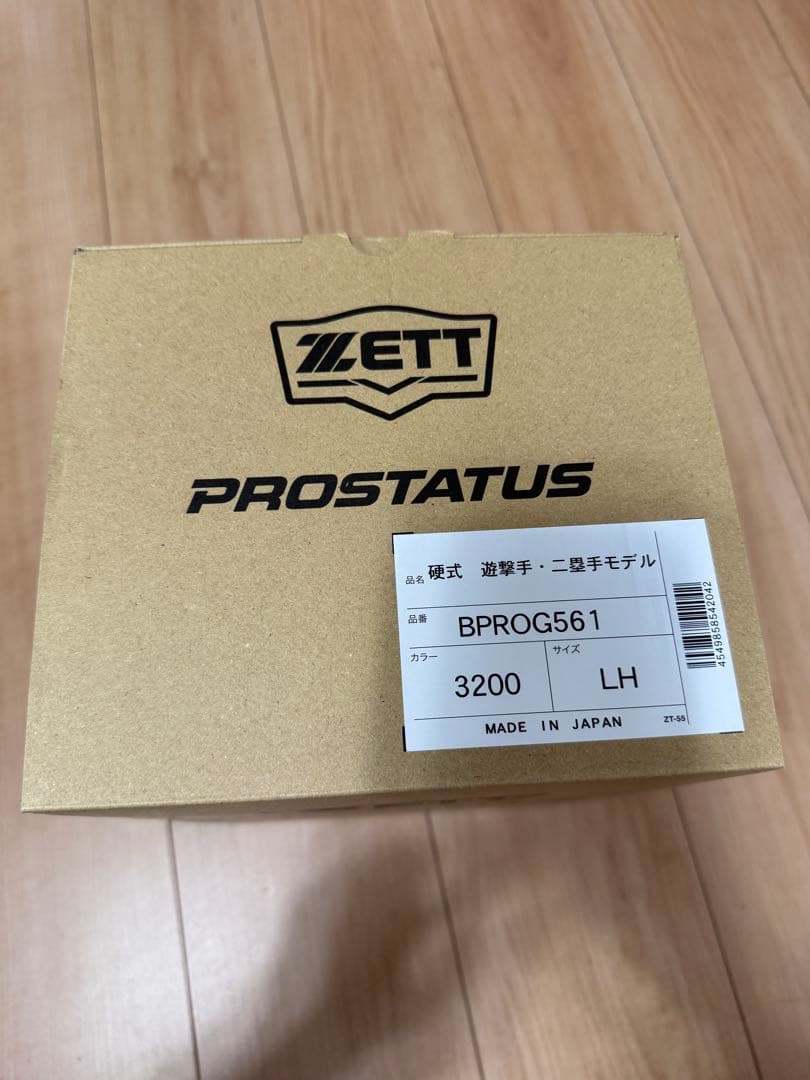 ZETT
PROSTATUS
品名 硬式 遊撃手・二塁手モデル
品番 BPROG561
カラー 3200
サイズ LH
MADE IN JAPAN
ZT-55
4549858542042